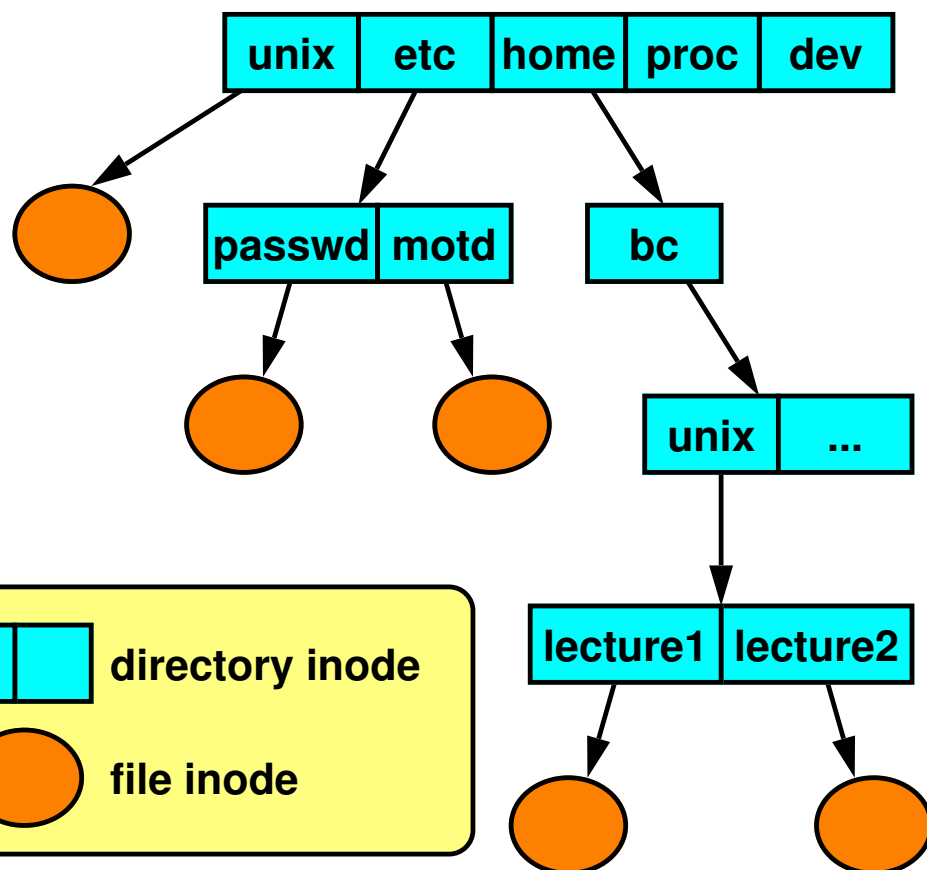 unix etc home proc dev
passwd motd bc
unix ...
directory inode
lecture1 lecture2
file inode